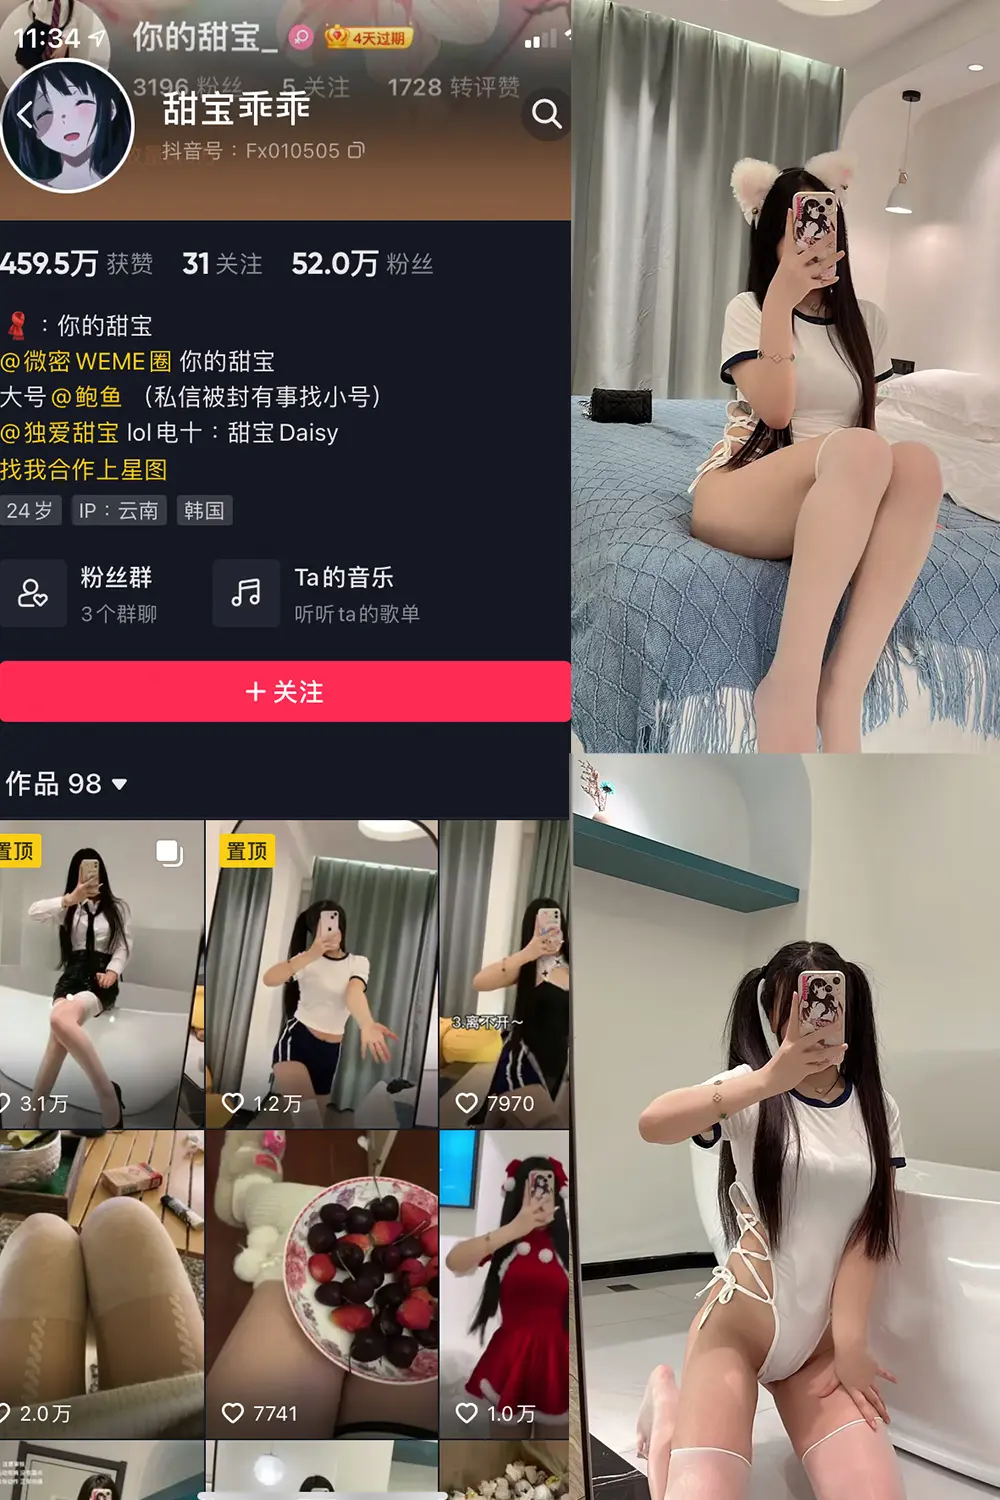 11:34
你的甜宝_
4天过期
3196 粉丝 5 关注 1728 转评赞
甜宝乖乖
抖音号：Fx010505
459.5万 获赞 31 关注 52.0万 粉丝
：你的甜宝
@微密WEME圈 你的甜宝
大号@鲍鱼 （私信被封有事找小号）
@独爱甜宝 lol电十：甜宝Daisy
找我合作上星图
24岁 IP：云南 韩国
粉丝群
3个群聊
Ta的音乐
听听ta的歌单
+ 关注
作品 98
置顶
置顶
3.离不开~
3.1万
1.2万
7970
2.0万
7741
1.0万